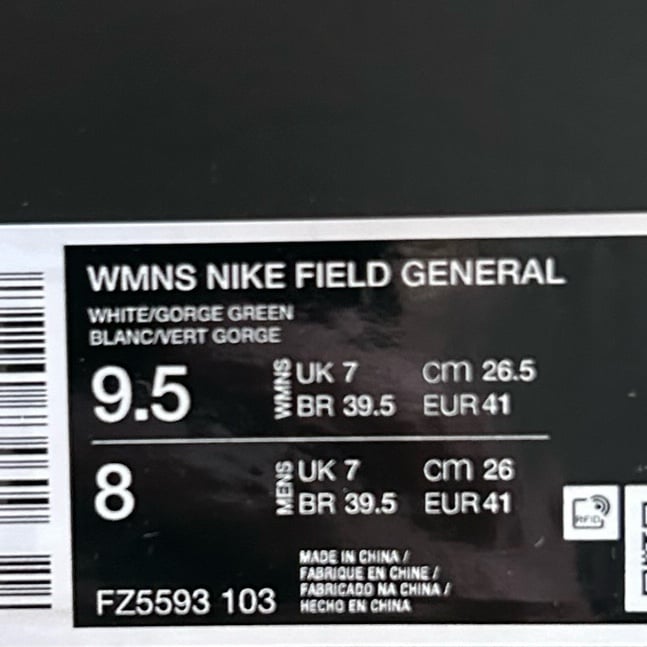 WMNS NIKE FIELD GENERAL
WHITE/GORGE GREEN
BLANC/VERT GORGE
9.5 WMNS UK 7 cm 26.5
BR 39.5 EUR 41
8 MENS UK 7 cm 26
BR 39.5 EUR 41
MADE IN CHINA /
FABRIQUE EN CHINE /
FABRICADO NA CHINA /
HECHO EN CHINA
FZ5593 103
RFID